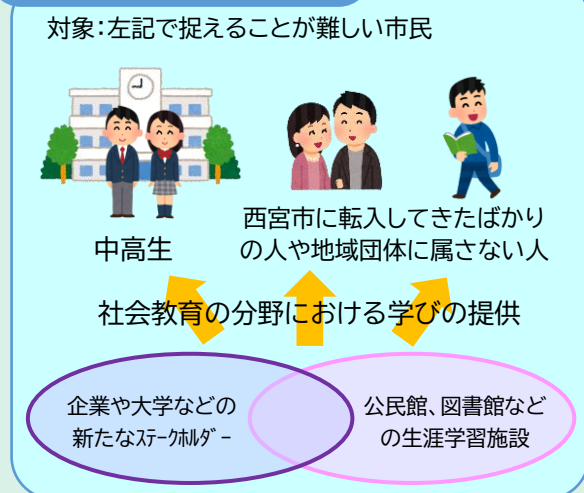 対象：左記で捉えることが難しい市民
中高生
西宮市に転入してきたばかり
の人や地域団体に属さない人
社会教育の分野における学びの提供
企業や大学などの
新たなｽﾃｰｸﾎﾙﾀﾞｰ
公民館、図書館など
の生涯学習施設